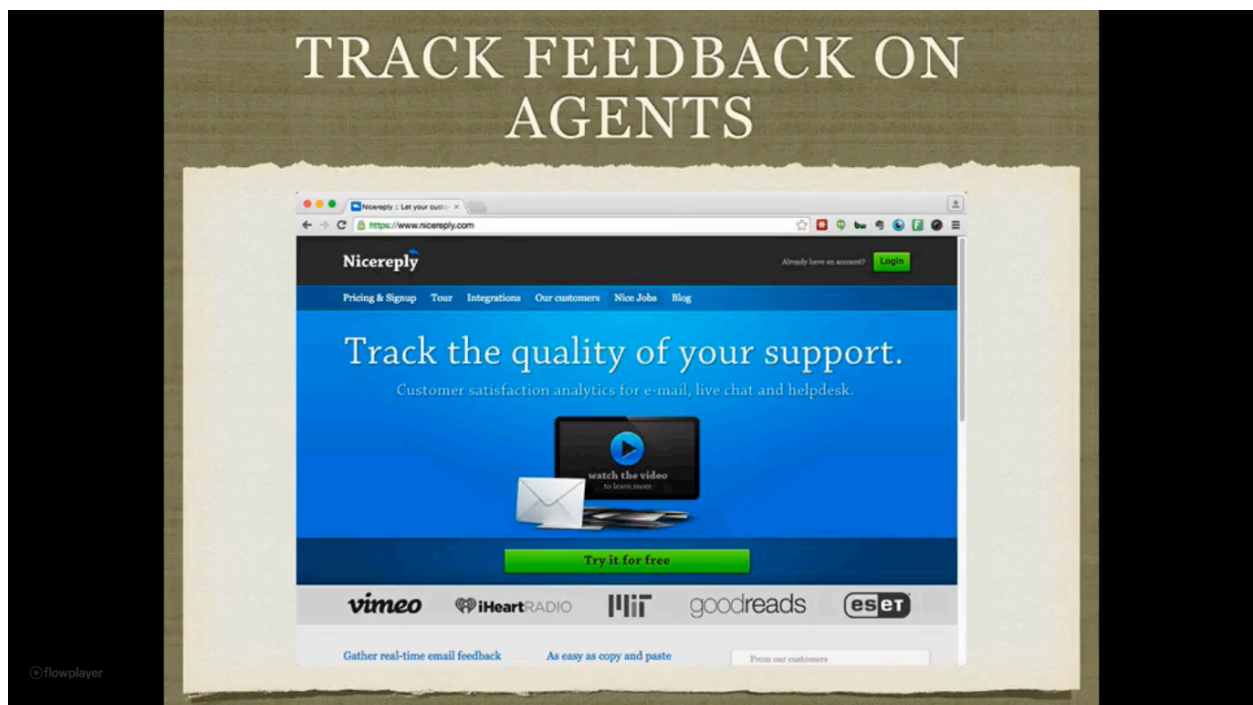 TRACK FEEDBACK ON
AGENTS
Nicereply :: Let your custo
https://www.nicereply.com
Nicereply
Already have an account? Login
Pricing & Signup Tour Integrations Our customers Nice Jobs Blog
Track the quality of your support.
Customer satisfaction analytics for e-mail, live chat and helpdesk.
watch the video
to learn more
Try it for free
vimeo iHeartRADIO MIT goodreads eseT
Gather real-time email feedback As easy as copy and paste From our customers
flowplayer